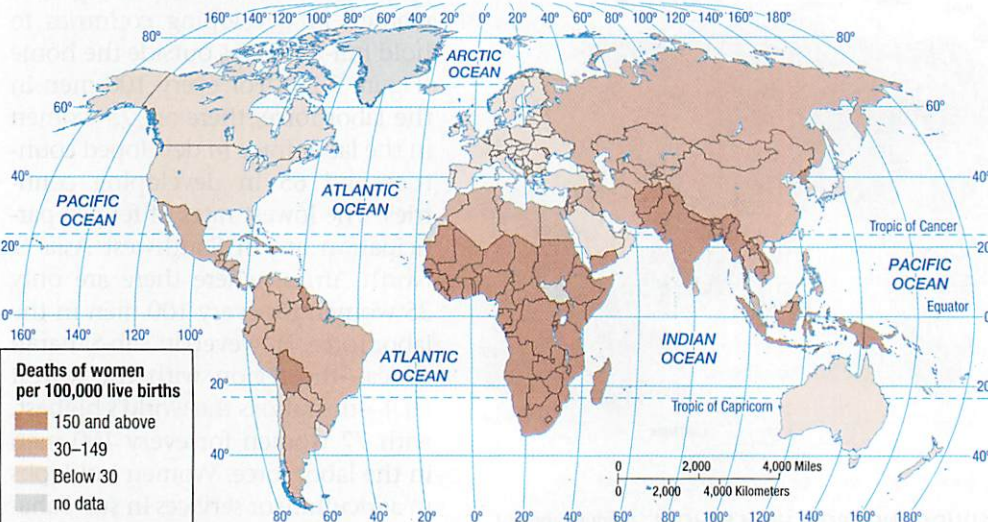 160° 140° 120° 100° 80° 60° 40° 20° 0° 20° 40° 60° 80° 100° 120° 140° 160° 180°
80° 80°
ARCTIC
OCEAN
60° 60°
40° 40°
PACIFIC
OCEAN
ATLANTIC
OCEAN
Tropic of Cancer
20° 20°
PACIFIC
OCEAN
Equator
0° 0°
160° 140° 120° 100°
INDIAN
OCEAN
ATLANTIC
OCEAN
20° 20°
Tropic of Capricorn
40° 40°
Deaths of women
per 100,000 live births
150 and above
30–149
Below 30
no data
0 2,000 4,000 Miles
0 2,000 4,000 Kilometers
80° 60° 40° 20° 0° 20° 40° 60° 80° 100° 120° 140° 160° 180°